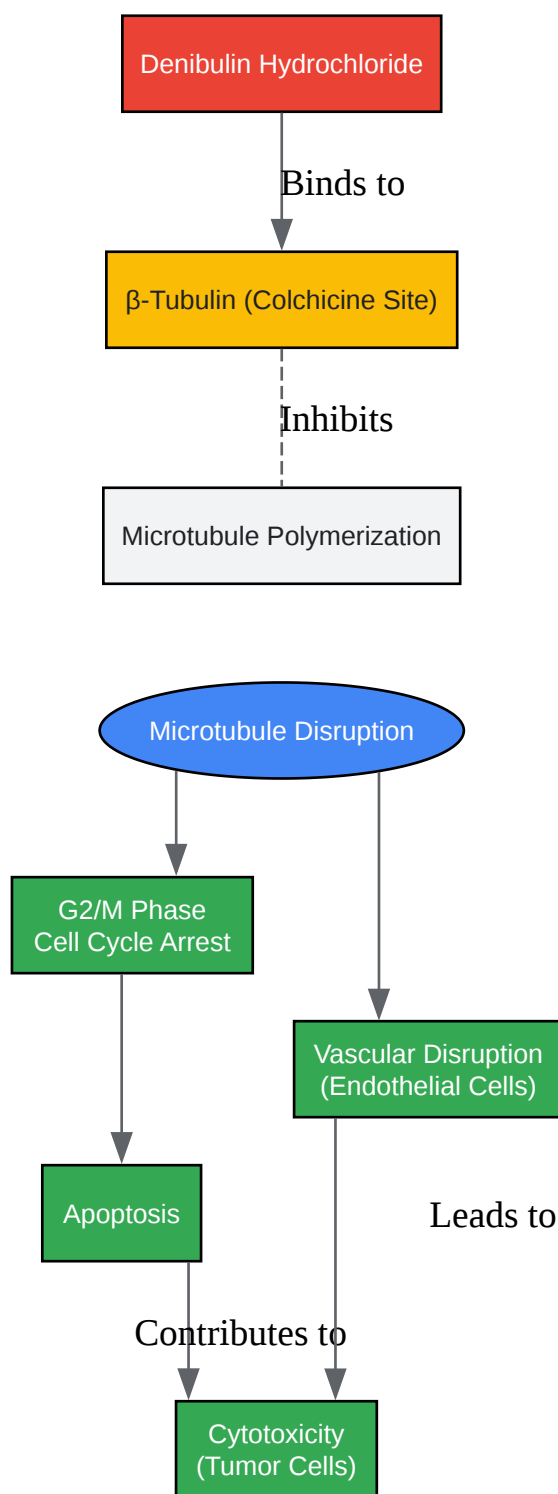 Denibulin Hydrochloride
Binds to
β-Tubulin (Colchicine Site)
Inhibits
Microtubule Polymerization
Microtubule Disruption
G2/M Phase
Cell Cycle Arrest
Vascular Disruption
(Endothelial Cells)
Apoptosis
Leads to
Contributes to
Cytotoxicity
(Tumor Cells)